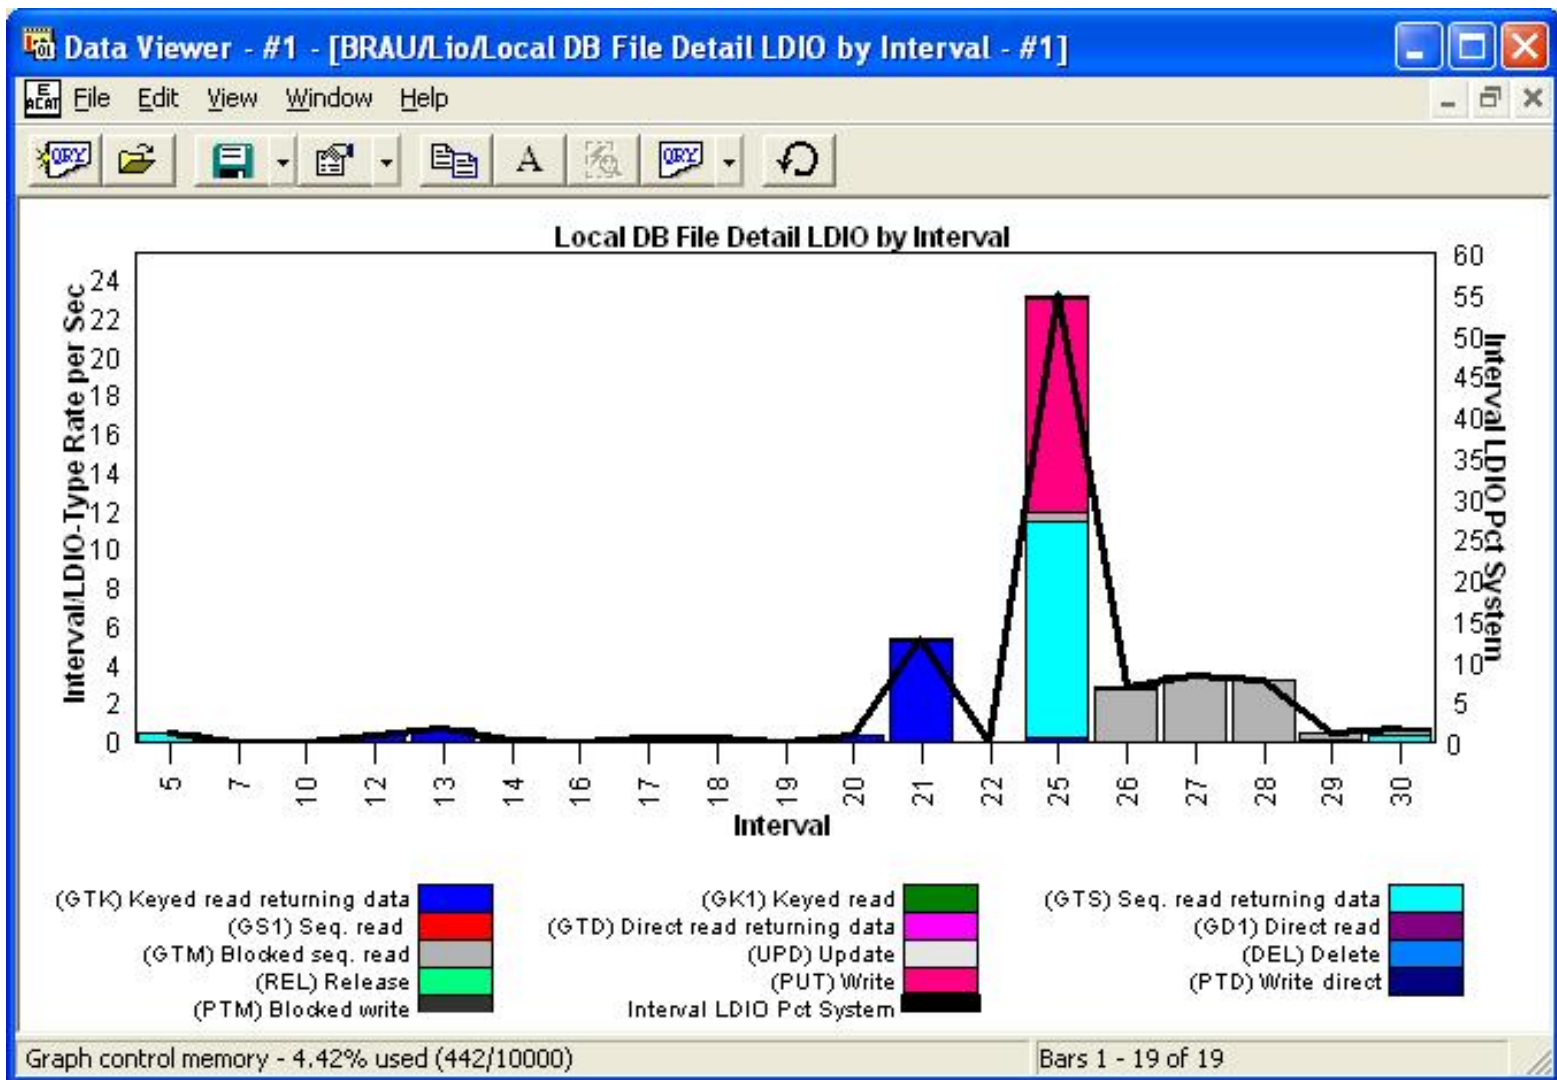 Data Viewer - #1 - [BRAU/Lio/Local DB File Detail LDIO by Interval - #1]
File Edit View Window Help
QRY A QRY
Local DB File Detail LDIO by Interval
Interval/LDIO-Type Rate per Sec
24
22
20
18
16
14
12
10
8
6
4
2
0
60
55
50
45
40
35
30
25
20
15
10
5
0
Interval LDIO Pct System
5 7 10 12 13 14 16 17 18 19 20 21 22 25 26 27 28 29 30
Interval
(GTK) Keyed read returning data (GK1) Keyed read (GTS) Seq. read returning data
(GS1) Seq. read (GTD) Direct read returning data (GD1) Direct read
(GTM) Blocked seq. read (UPD) Update (DEL) Delete
(REL) Release (PUT) Write (PTD) Write direct
(PTM) Blocked write Interval LDIO Pct System
Graph control memory - 4.42% used (442/10000) Bars 1 - 19 of 19